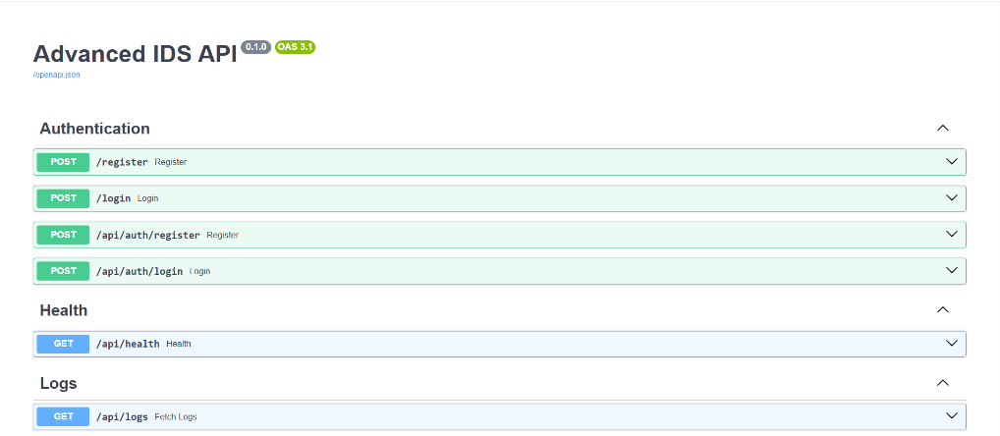 Advanced IDS API 0.1.0 OAS 3.1
/openapi.json
Authentication
POST /register Register
POST /login Login
POST /api/auth/register Register
POST /api/auth/login Login
Health
GET /api/health Health
Logs
GET /api/logs Fetch Logs